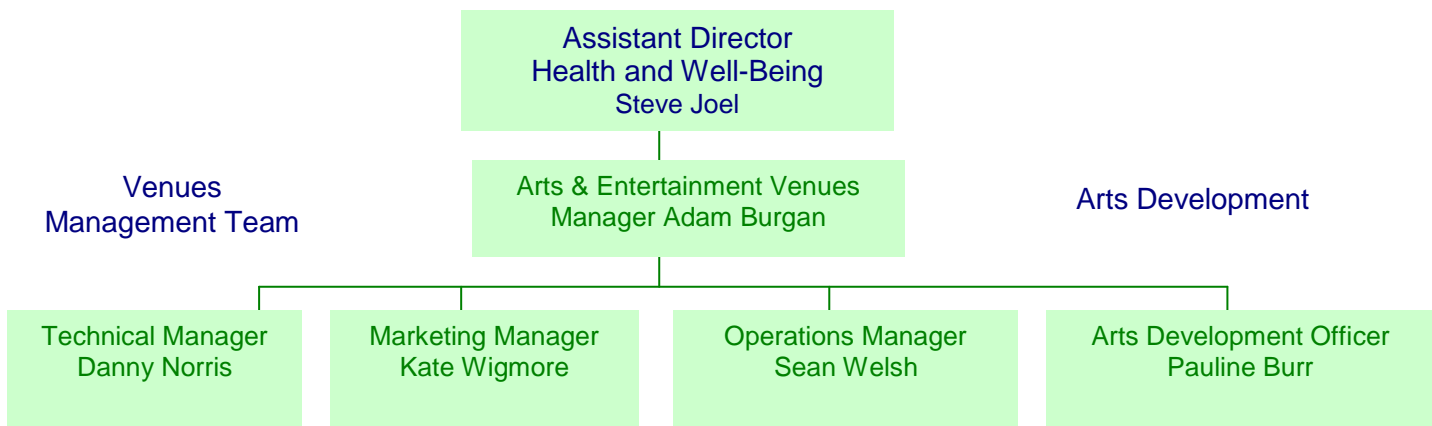 Assistant Director
Health and Well-Being
Steve Joel
Venues
Management Team
Arts & Entertainment Venues
Manager Adam Burgan
Arts Development
Technical Manager
Danny Norris
Marketing Manager
Kate Wigmore
Operations Manager
Sean Welsh
Arts Development Officer
Pauline Burr